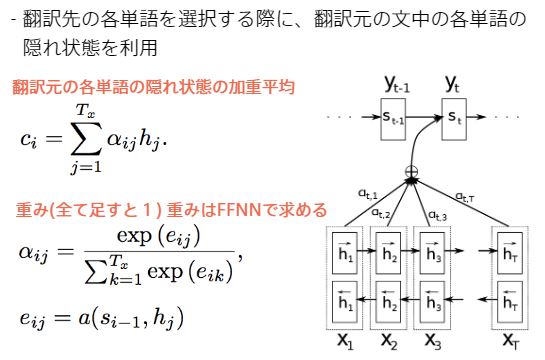 - 翻訳先の各単語を選択する際に、翻訳元の文中の各単語の
隠れ状態を利用
翻訳元の各単語の隠れ状態の加重平均
c_i = \sum_{j=1}^{T_x} α_{ij} h_j.
重み(全て足すと１) 重みはFFNNで求める
α_{ij} = \frac{exp (e_{ij})}{\sum_{k=1}^{T_x} exp (e_{ik})},
e_{ij} = a(s_{i-1}, h_j)
y_{t-1} y_t
... s_{t-1} s_t ...
+
a_{t,1} a_{t,2} a_{t,3} a_{t,T}
\overrightarrow{h}_1 \overrightarrow{h}_2 \overrightarrow{h}_3 \overrightarrow{h}_T
\overleftarrow{h}_1 \overleftarrow{h}_2 \overleftarrow{h}_3 \overleftarrow{h}_T
x_1 x_2 x_3 x_T